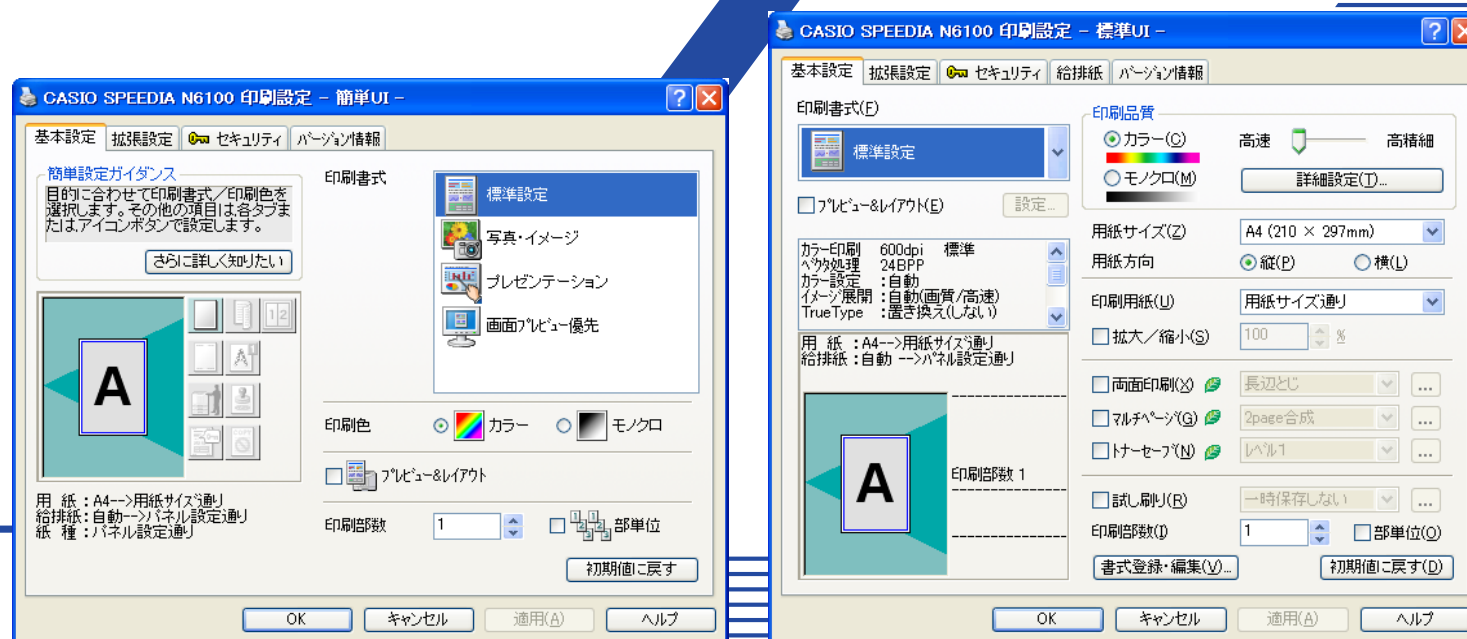 CASIO SPEEDIA N6100 印刷設定 - 簡単UI -
基本設定 拡張設定 セキュリティ バージョン情報
簡単設定ガイダンス
目的に合わせて印刷書式/印刷色を
選択します。その他の項目は各タブま
たはアイコンボタンで設定します。
さらに詳しく知りたい
A
用 紙:A4-->用紙サイズ通り
給排紙:自動-->パネル設定通り
紙 種:パネル設定通り
印刷書式
標準設定
写真・イメージ
プレゼンテーション
画面プレビュー優先
印刷色 カラー モノクロ
プレビュー&レイアウト
印刷部数 1 部単位
初期値に戻す
OK キャンセル 適用(A) ヘルプ
CASIO SPEEDIA N6100 印刷設定 - 標準UI -
基本設定 拡張設定 セキュリティ 給排紙 バージョン情報
印刷書式(F)
標準設定
プレビュー&レイアウト(E) 設定...
カラー印刷 600dpi 標準
ベクタ処理 24BPP
カラー設定 :自動
イメージ展開 :自動(画質/高速)
TrueType :置き換え(しない)
用 紙 :A4-->用紙サイズ通り
給排紙:自動 -->パネル設定通り
A
印刷部数 1
印刷品質
カラー(C) 高速 高精細
モノクロ(M) 詳細設定(T)...
用紙サイズ(Z) A4 (210 × 297mm)
用紙方向 縦(P) 横(L)
印刷用紙(U) 用紙サイズ通り
拡大/縮小(S) 100 %
両面印刷(X) 長辺とじ ...
マルチページ(G) 2page合成 ...
トナーセーブ(N) レベル1 ...
試し刷り(R) 一時保存しない ...
印刷部数(I) 1 部単位(O)
書式登録・編集(V)... 初期値に戻す(D)
OK キャンセル 適用(A) ヘルプ